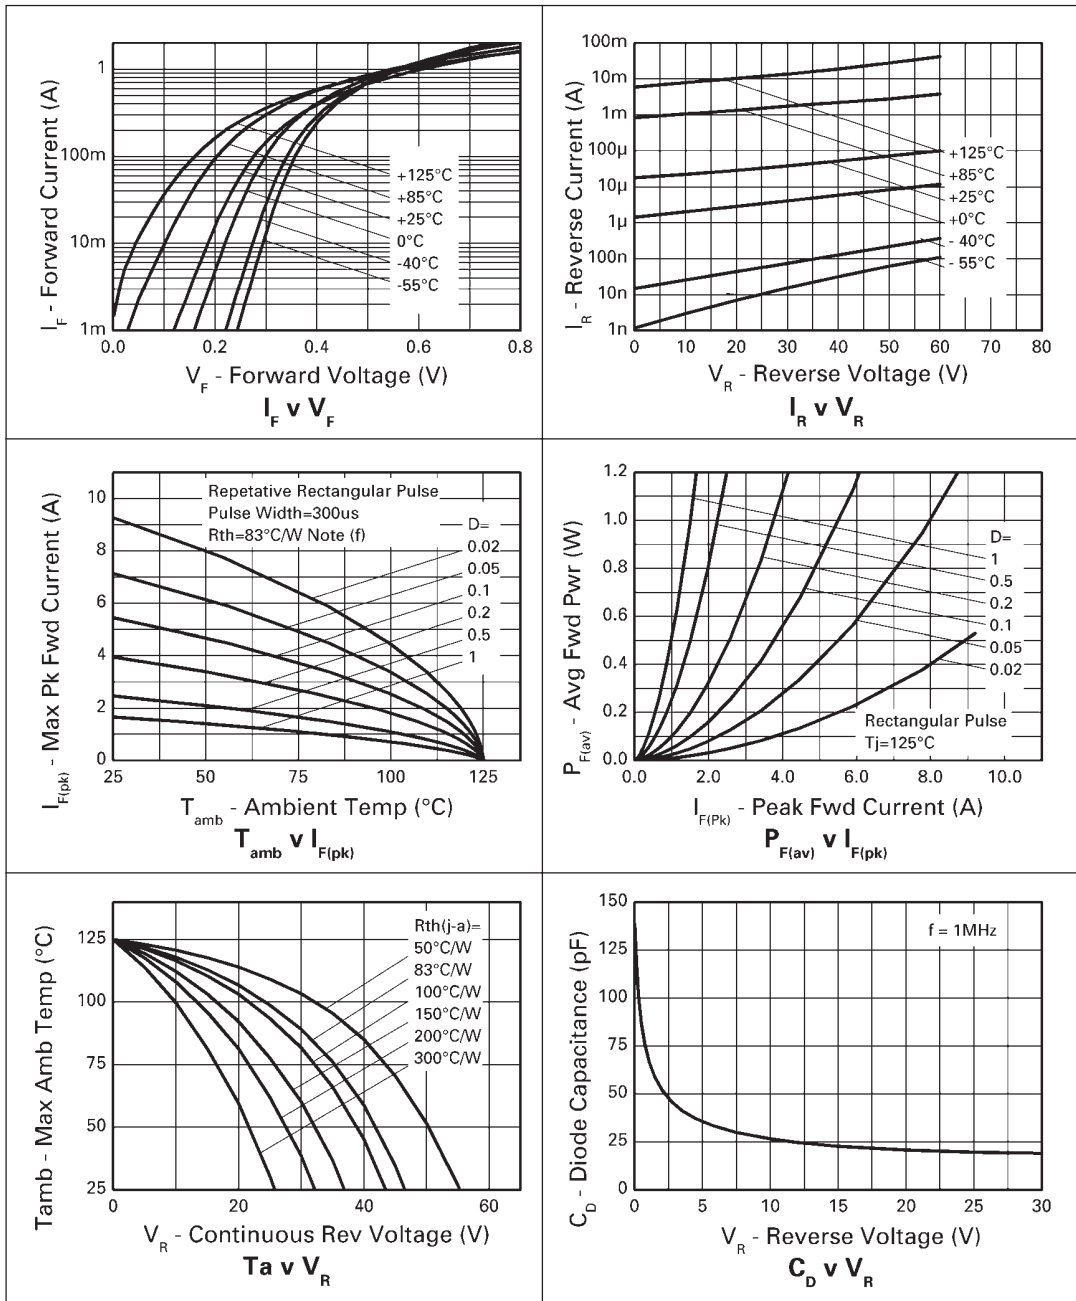 1
100m
10m
1m
0.0 0.2 0.4 0.6 0.8
I_F - Forward Current (A)
+125°C
+85°C
+25°C
0°C
-40°C
-55°C
V_F - Forward Voltage (V)
I_F v V_F
100m
10m
1m
100µ
10µ
1µ
100n
10n
1n
0 10 20 30 40 50 60 70 80
I_R - Reverse Current (A)
+125°C
+85°C
+25°C
+0°C
- 40°C
- 55°C
V_R - Reverse Voltage (V)
I_R v V_R
10
8
6
4
2
0
25 50 75 100 125
I_F(pk) - Max Pk Fwd Current (A)
Repetative Rectangular Pulse
Pulse Width=300us
Rth=83°C/W Note (f)
D=
0.02
0.05
0.1
0.2
0.5
1
T_amb - Ambient Temp (°C)
T_amb v I_F(pk)
1.2
1.0
0.8
0.6
0.4
0.2
0.0
0.0 2.0 4.0 6.0 8.0 10.0
P_F(av) - Avg Fwd Pwr (W)
D=
1
0.5
0.2
0.1
0.05
0.02
Rectangular Pulse
Tj=125°C
I_F(Pk) - Peak Fwd Current (A)
P_F(av) v I_F(pk)
125
100
75
50
25
0 20 40 60
Tamb - Max Amb Temp (°C)
Rth(j-a)=
50°C/W
83°C/W
100°C/W
150°C/W
200°C/W
300°C/W
V_R - Continuous Rev Voltage (V)
Ta v V_R
150
125
100
75
50
25
0
0 5 10 15 20 25 30
C_D - Diode Capacitance (pF)
f = 1MHz
V_R - Reverse Voltage (V)
C_D v V_R